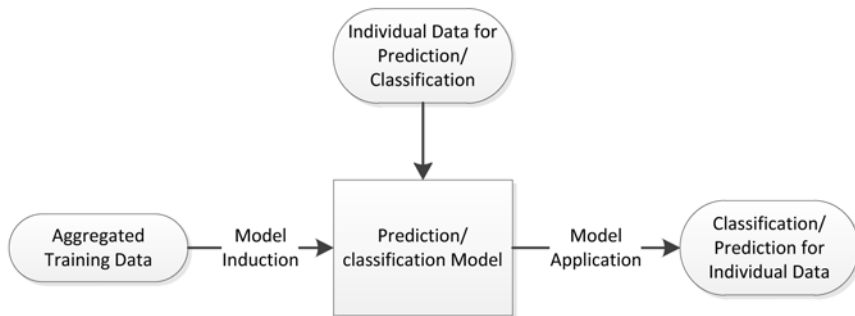 Individual Data for
Prediction/
Classification
Aggregated
Training Data
Model
Induction
Prediction/
classification Model
Model
Application
Classification/
Prediction for
Individual Data